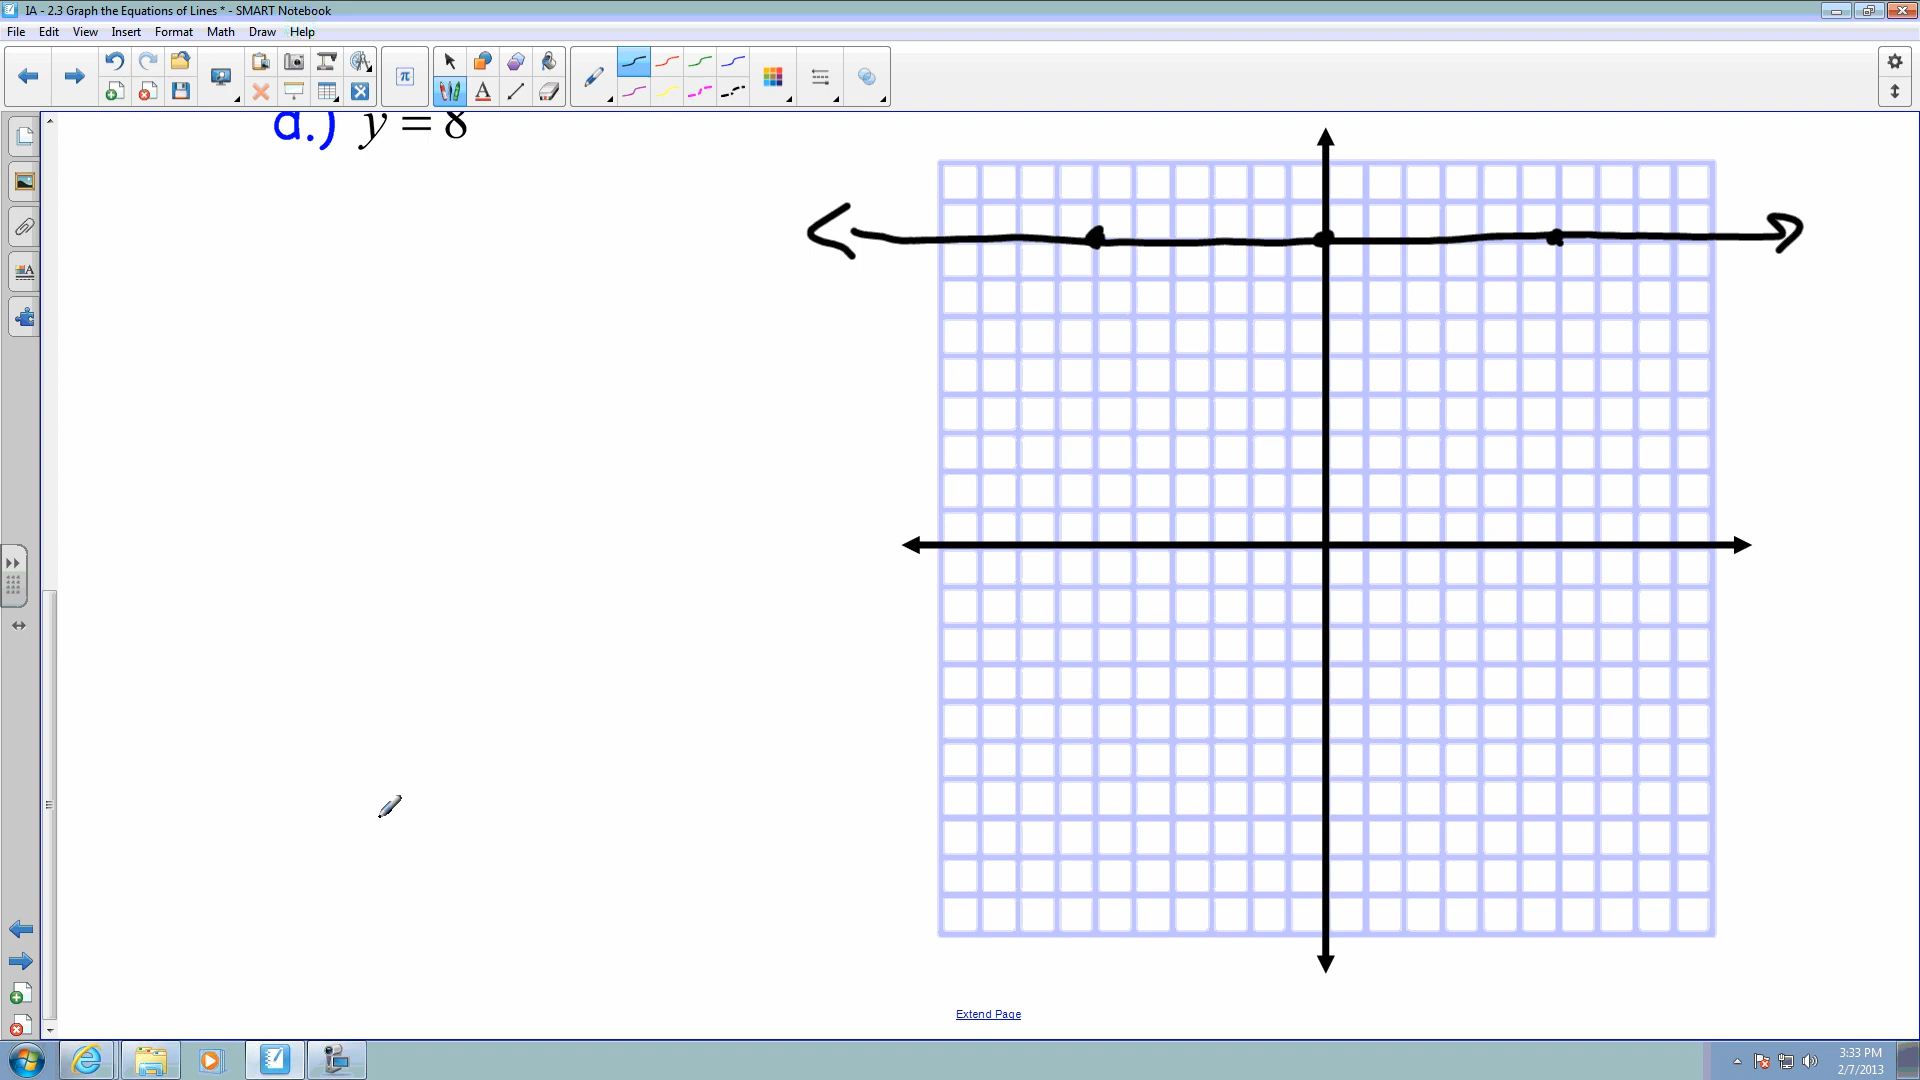 IA - 2.3 Graph the Equations of Lines * - SMART Notebook
File Edit View Insert Format Math Draw Help
d.) y = 8
Extend Page
3:33 PM
2/7/2013